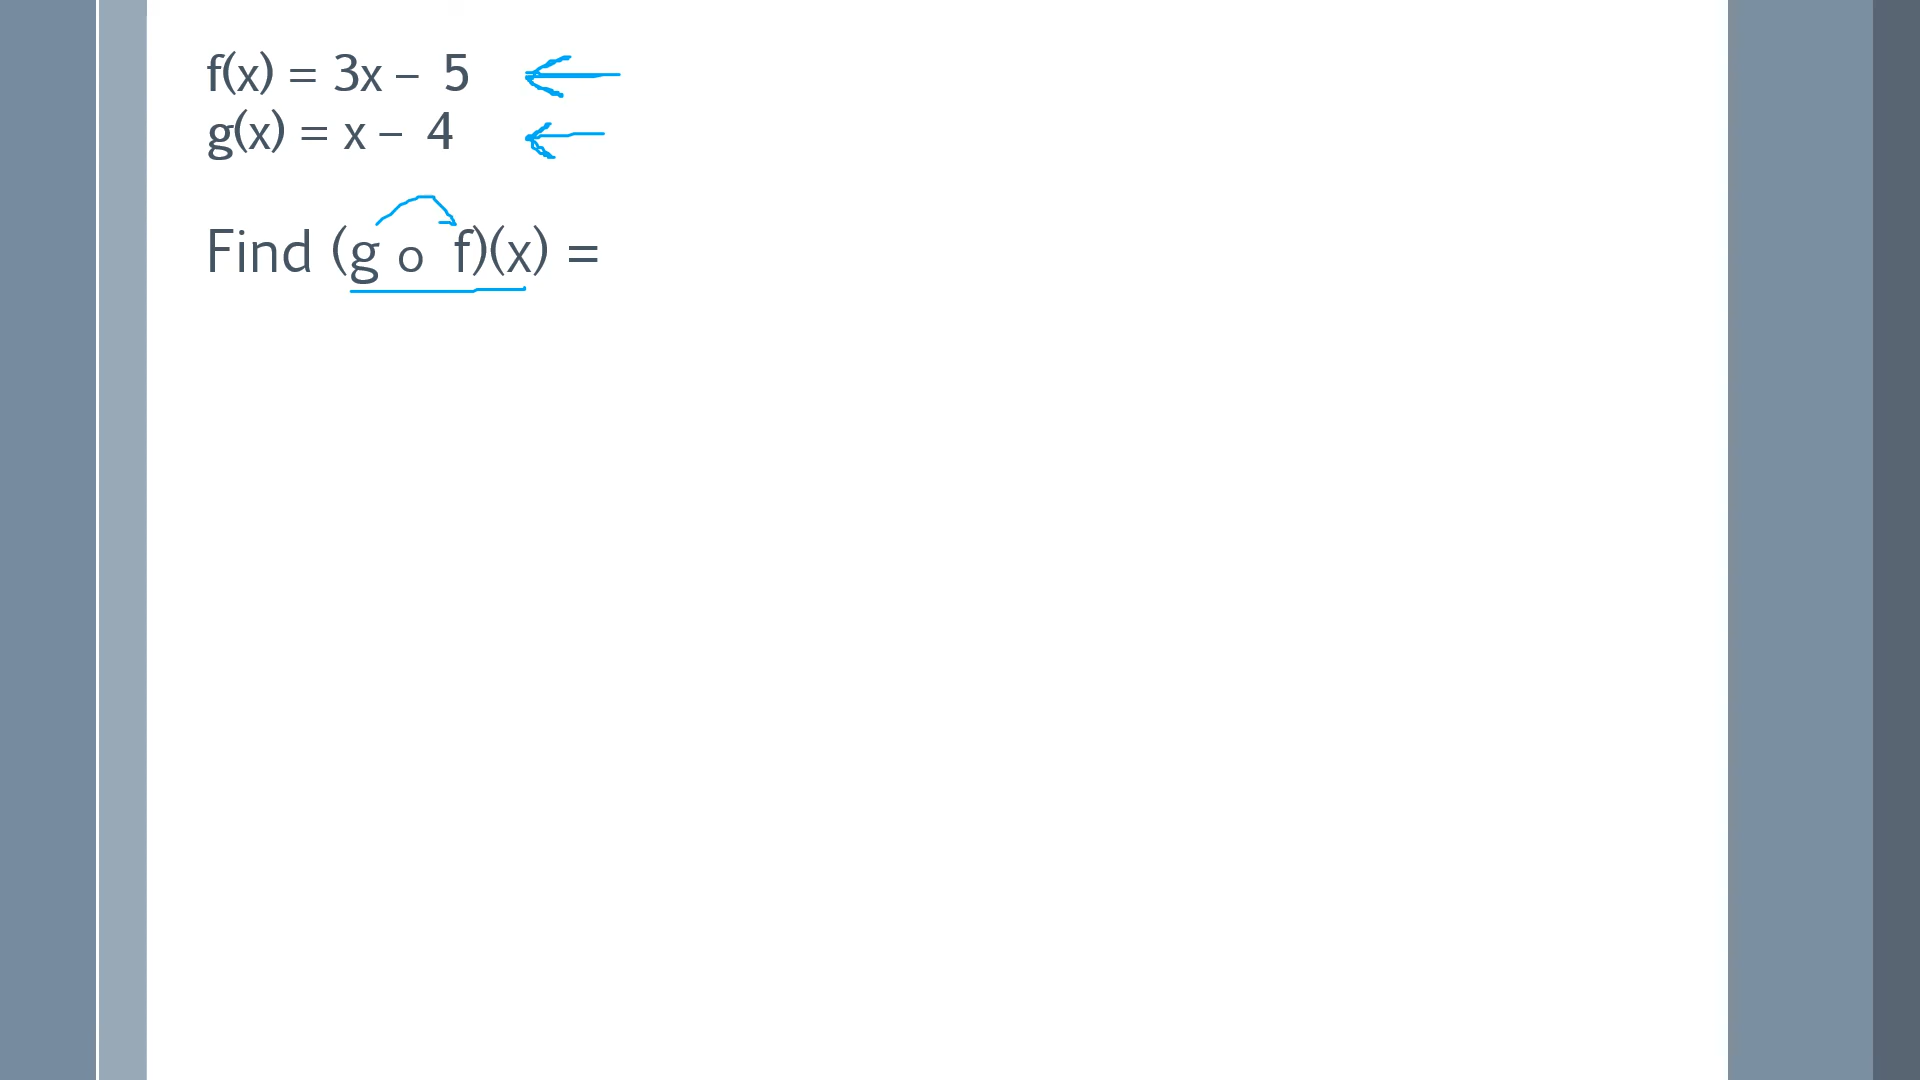 f(x) = 3x – 5
g(x) = x – 4
Find (g o f)(x) =